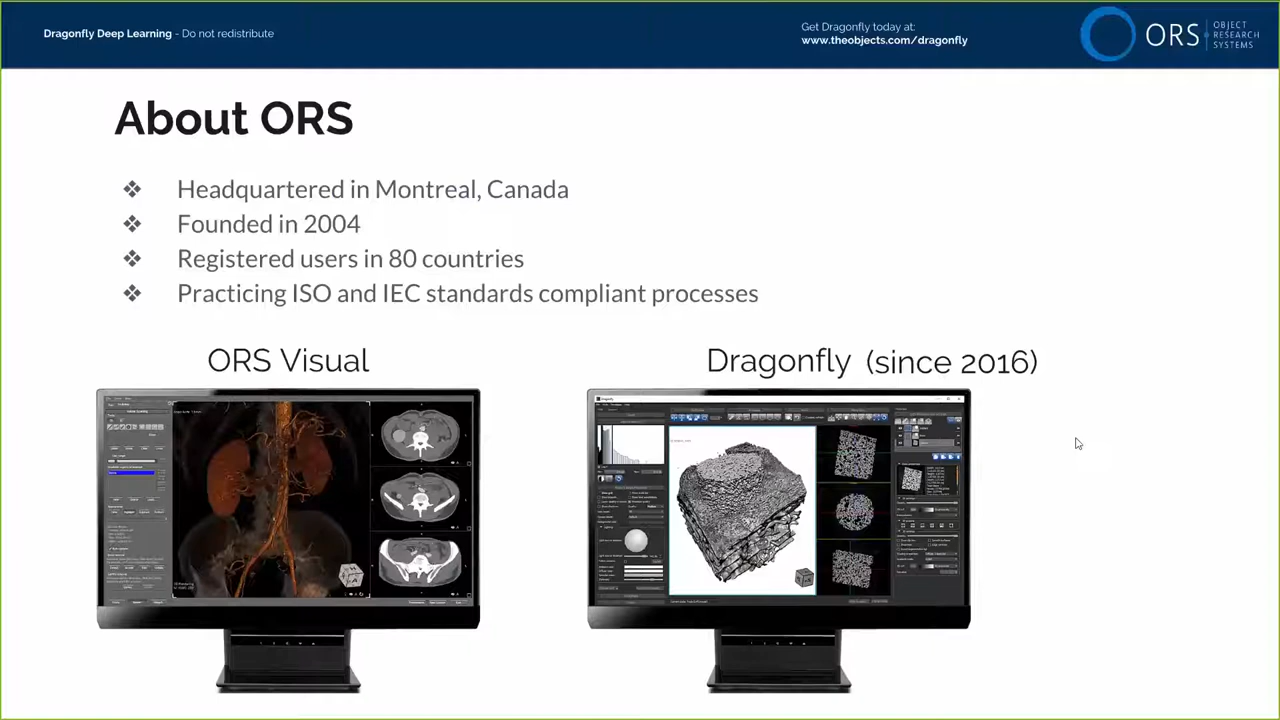 Dragonfly Deep Learning - Do not redistribute
Get Dragonfly today at:
www.theobjects.com/dragonfly
ORS
OBJECT
RESEARCH
SYSTEMS
About ORS
❖ Headquartered in Montreal, Canada
❖ Founded in 2004
❖ Registered users in 80 countries
❖ Practicing ISO and IEC standards compliant processes
ORS Visual
Dragonfly (since 2016)